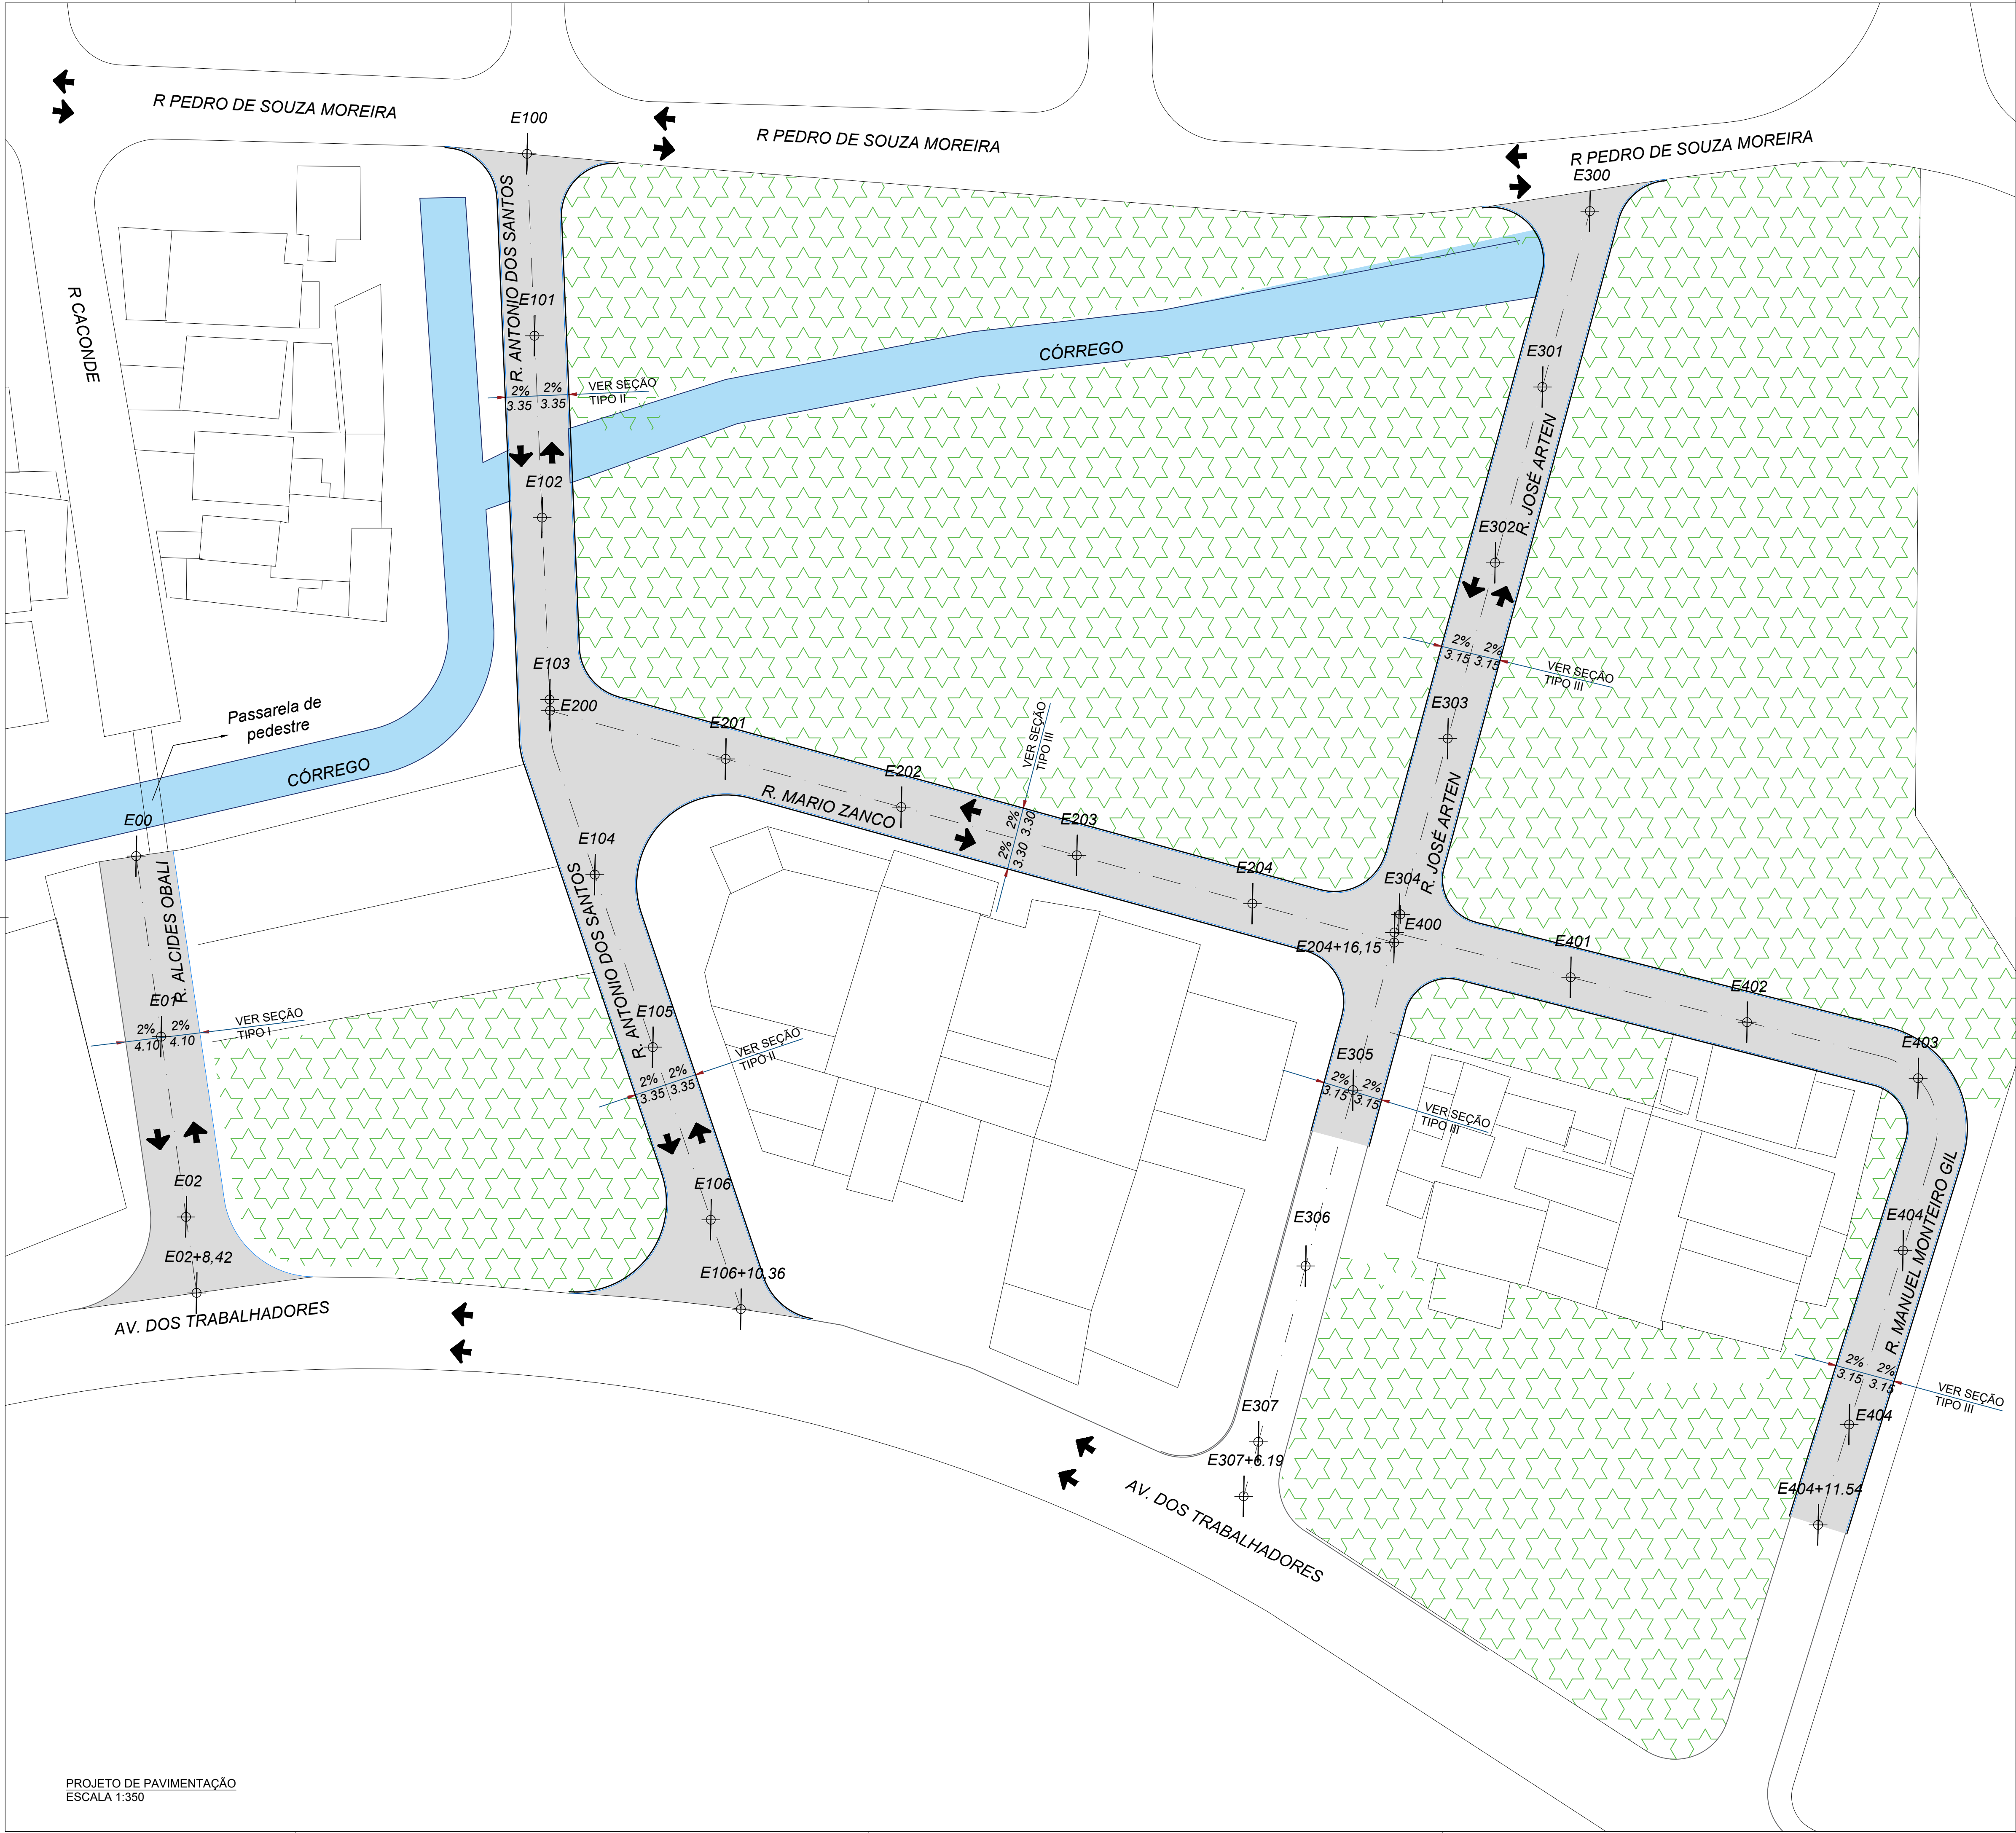 R PEDRO DE SOUZA MOREIRA
E100
R PEDRO DE SOUZA MOREIRA
R PEDRO DE SOUZA MOREIRA
E300
R. ANTONIO DOS SANTOS
E101
R CACONDE
CÓRREGO
E301
2% 2%
3.35 3.35
VER SEÇÃO
TIPO II
R. JOSÉ ARTEN
E102
E302
2% 2%
3.15 3.15
VER SEÇÃO
TIPO III
E103
E200
Passarela de
pedestre
E201
VER SEÇÃO
TIPO III
E303
CÓRREGO
E202
R. MARIO ZANCO
2% 2%
3.30 3.30
E203
R. JOSÉ ARTEN
E00
E104
E204
E304
E400
E204+16,15
E401
R. ALCIDES OBALI
R. ANTONIO DOS SANTOS
E402
E01
2% 2%
4.10 4.10
VER SEÇÃO
TIPO I
E105
2% 2%
3.35 3.35
VER SEÇÃO
TIPO II
E305
2% 2%
3.15 3.15
VER SEÇÃO
TIPO III
E403
E02
E106
E306
E404
R. MANUEL MONTEIRO GIL
E02+8,42
E106+10,36
AV. DOS TRABALHADORES
2% 2%
3.15 3.15
VER SEÇÃO
TIPO III
E307
E404
E307+6.19
E404+11.54
AV. DOS TRABALHADORES
PROJETO DE PAVIMENTAÇÃO
ESCALA 1:350